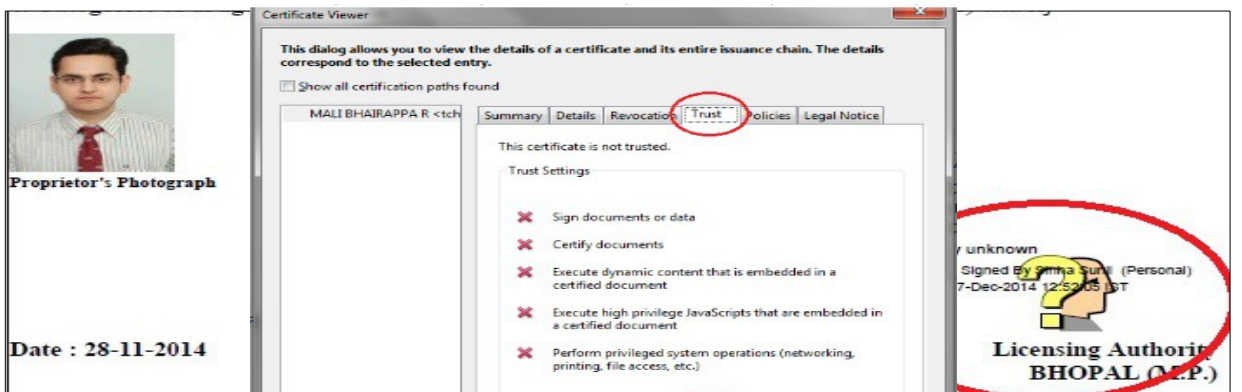 Certificate Viewer
This dialog allows you to view the details of a certificate and its entire issuance chain. The details
correspond to the selected entry.
Show all certification paths found
MALI BHAIRAPPA R <tch
Summary Details Revocation Trust Policies Legal Notice
This certificate is not trusted.
Trust Settings
Sign documents or data
Certify documents
Execute dynamic content that is embedded in a
certified document
Execute high privilege JavaScripts that are embedded in
a certified document
Perform privileged system operations (networking,
printing, file access, etc.)
Proprietor's Photograph
Date : 28-11-2014
y unknown
Signed By Sinha Sunil (Personal)
7-Dec-2014 12:52:05 IST
Licensing Authority
BHOPAL (M.P.)